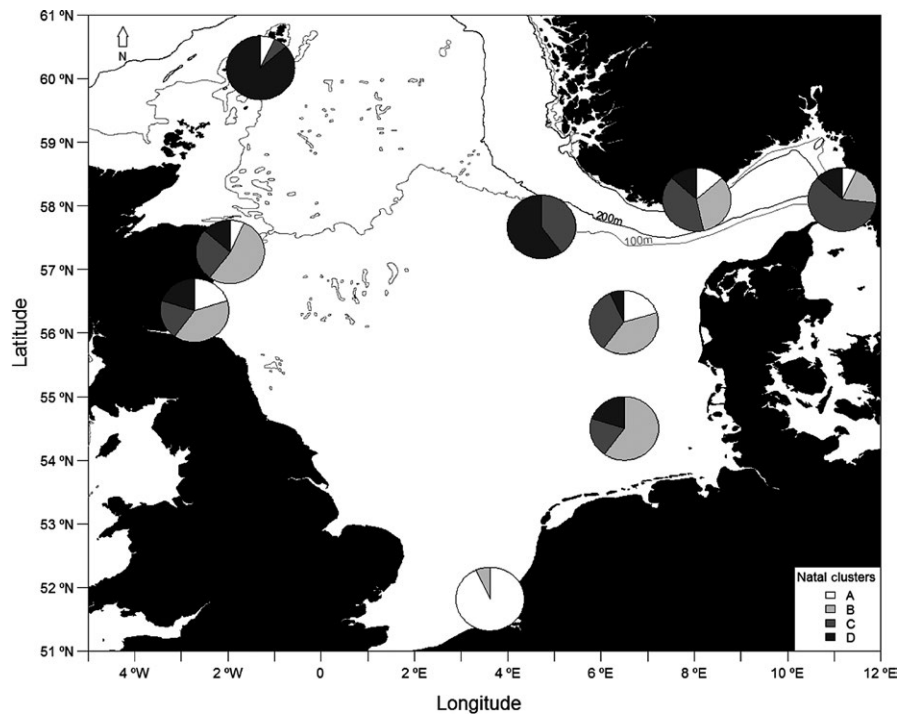 61 ºN
60 ºN
59 ºN
58 ºN
57 ºN
56 ºN
55 ºN
54 ºN
53 ºN
52 ºN
51 ºN
Latitude
N
200m
100m
Natal clusters
A
B
C
D
4 ºW
2 ºW
0
2 ºE
4 ºE
6 ºE
8 ºE
10 ºE
12 ºE
Longitude